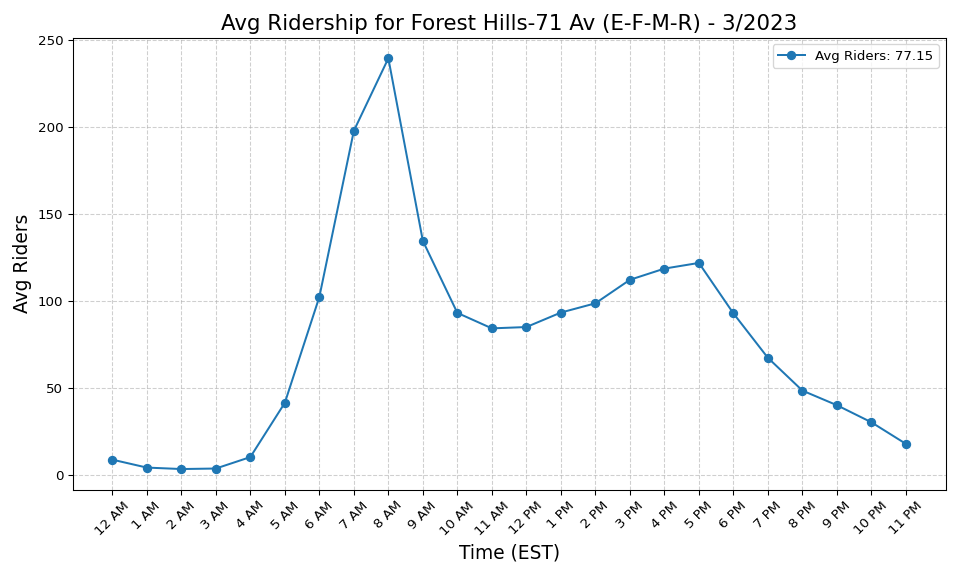 Avg Ridership for Forest Hills-71 Av (E-F-M-R) - 3/2023
Avg Riders: 77.15
Avg Riders
250
200
150
100
50
0
12 AM 1 AM 2 AM 3 AM 4 AM 5 AM 6 AM 7 AM 8 AM 9 AM 10 AM 11 AM 12 PM 1 PM 2 PM 3 PM 4 PM 5 PM 6 PM 7 PM 8 PM 9 PM 10 PM 11 PM
Time (EST)